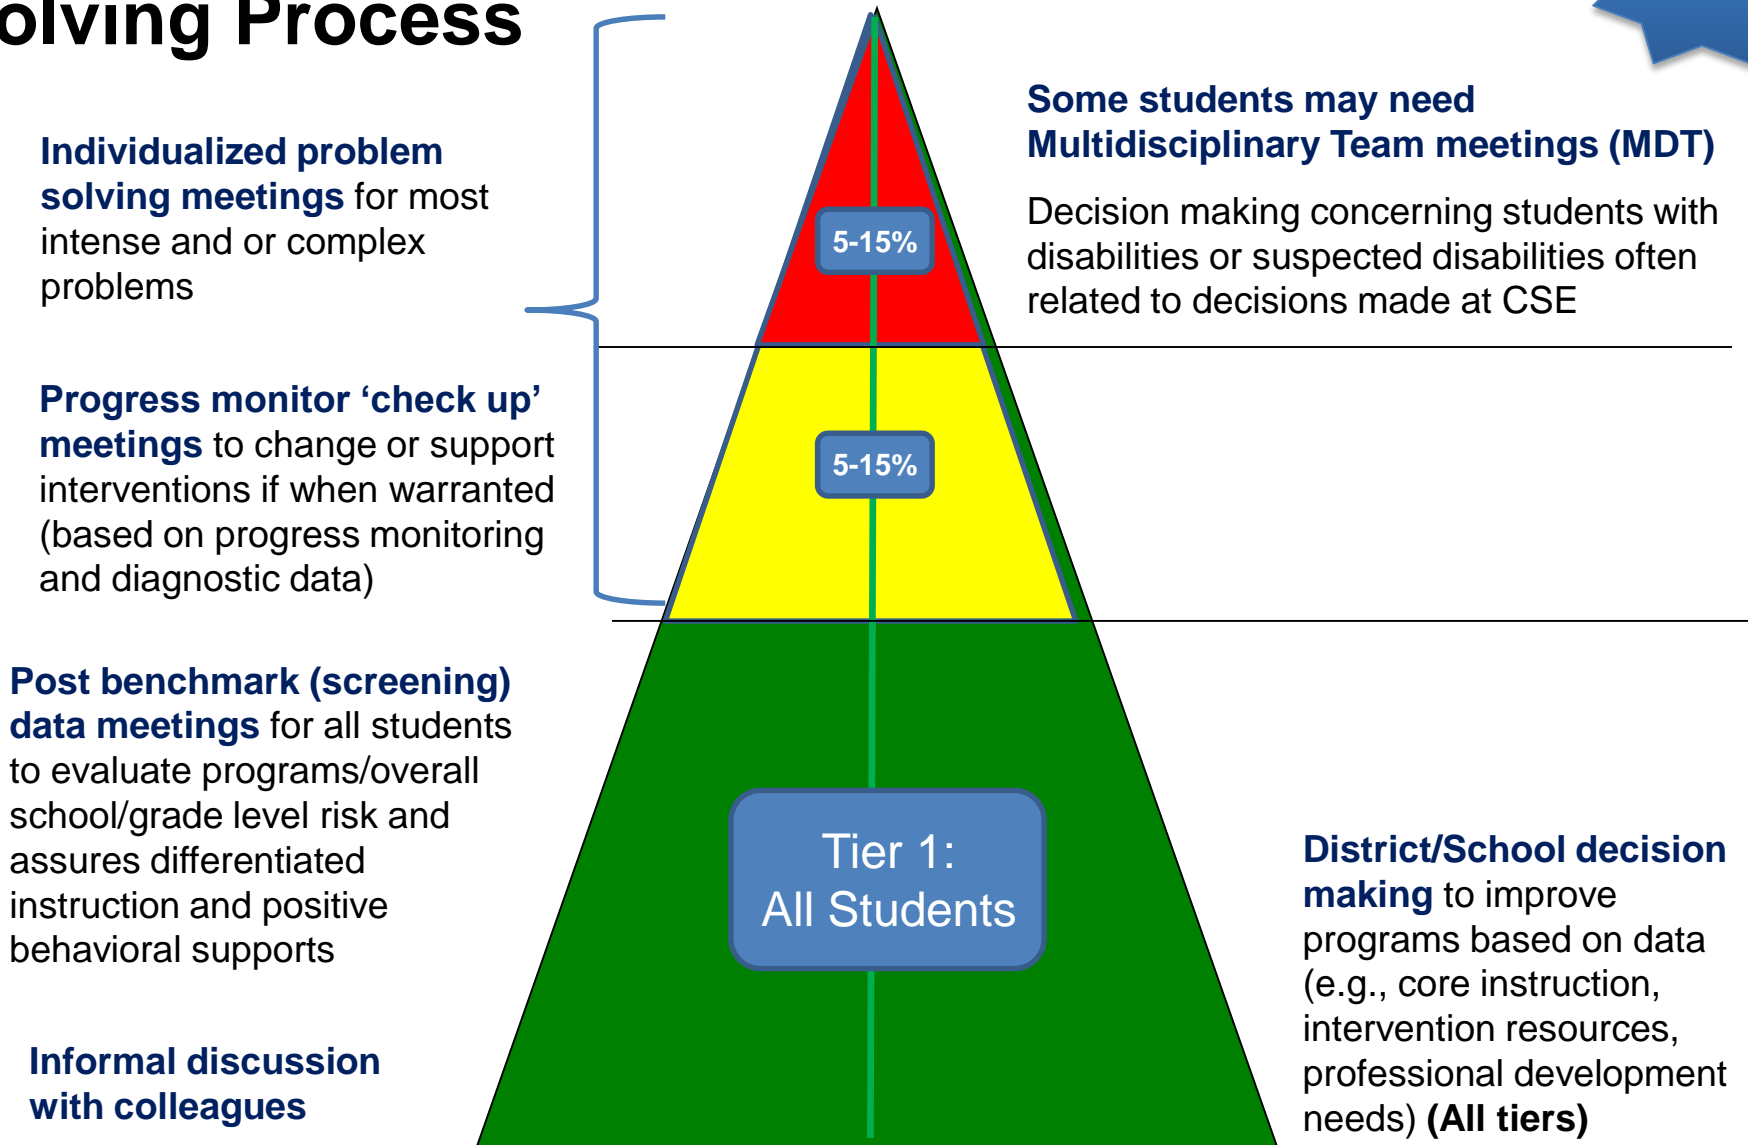 olving Process
Individualized problem
solving meetings for most
intense and or complex
problems
Progress monitor ‘check up’
meetings to change or support
interventions if when warranted
(based on progress monitoring
and diagnostic data)
Post benchmark (screening)
data meetings for all students
to evaluate programs/overall
school/grade level risk and
assures differentiated
instruction and positive
behavioral supports
Informal discussion
with colleagues
5-15%
5-15%
Tier 1:
All Students
Some students may need
Multidisciplinary Team meetings (MDT)
Decision making concerning students with
disabilities or suspected disabilities often
related to decisions made at CSE
District/School decision
making to improve
programs based on data
(e.g., core instruction,
intervention resources,
professional development
needs) (All tiers)